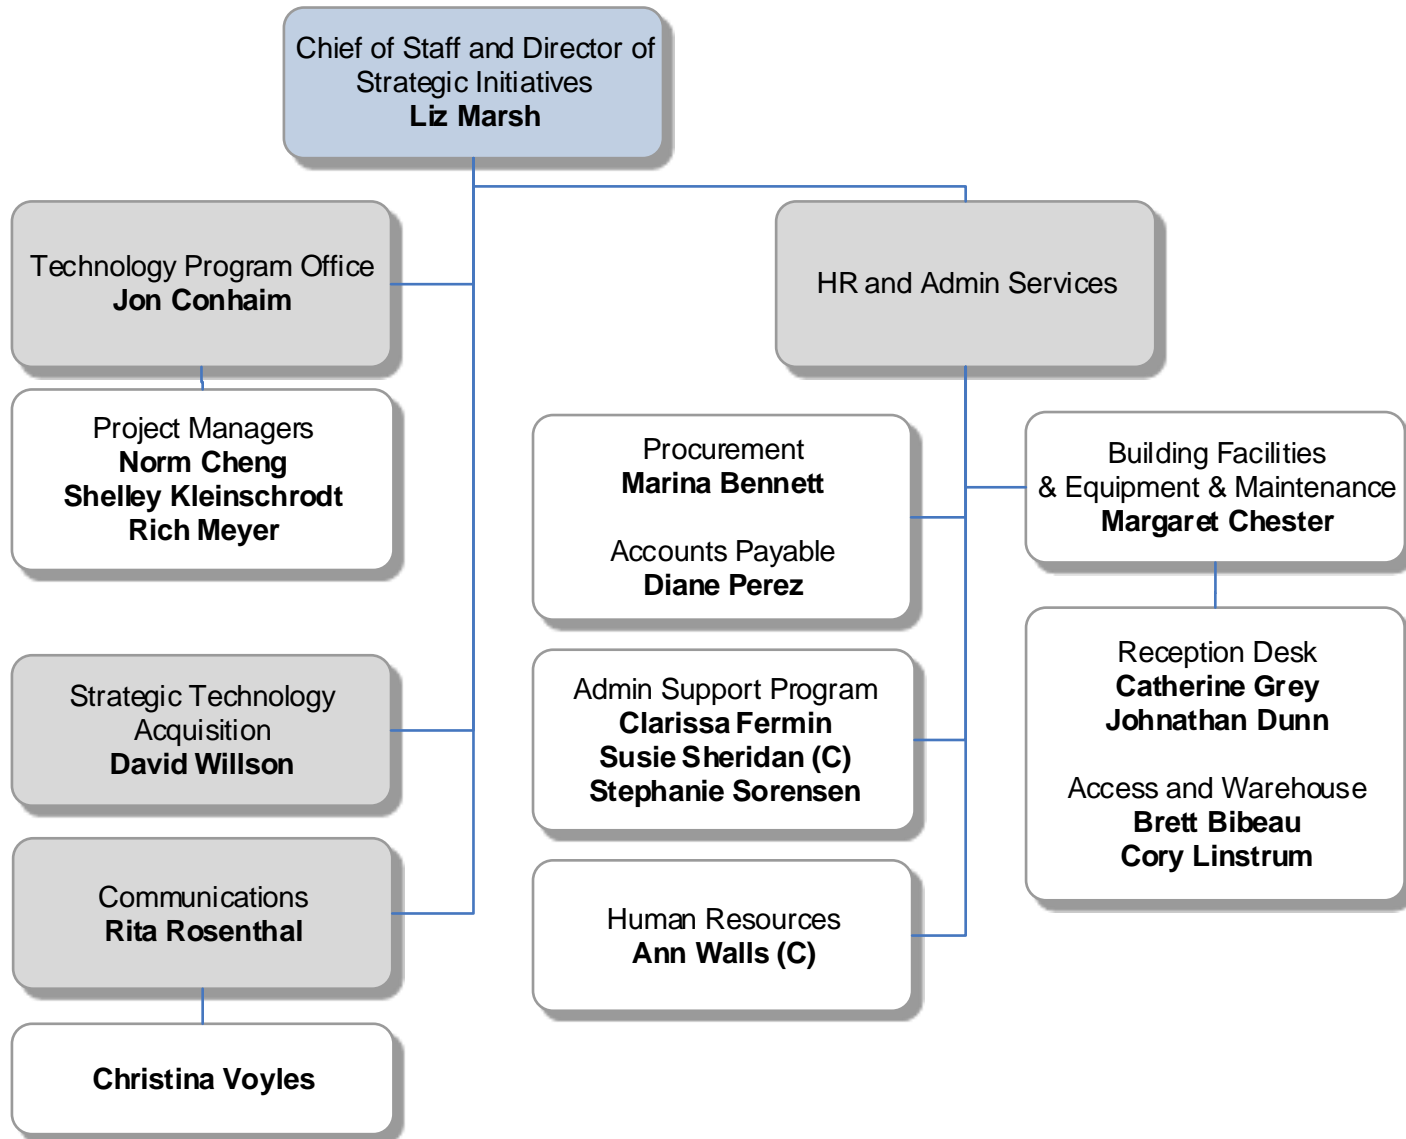 Chief of Staff and Director of
Strategic Initiatives
Liz Marsh
Technology Program Office
Jon Conhaim
HR and Admin Services
Project Managers
Norm Cheng
Shelley Kleinschrodt
Rich Meyer
Procurement
Marina Bennett
Accounts Payable
Diane Perez
Building Facilities
& Equipment & Maintenance
Margaret Chester
Strategic Technology
Acquisition
David Willson
Admin Support Program
Clarissa Fermin
Susie Sheridan (C)
Stephanie Sorensen
Reception Desk
Catherine Grey
Johnathan Dunn
Access and Warehouse
Brett Bibeau
Cory Linstrum
Communications
Rita Rosenthal
Human Resources
Ann Walls (C)
Christina Voyles